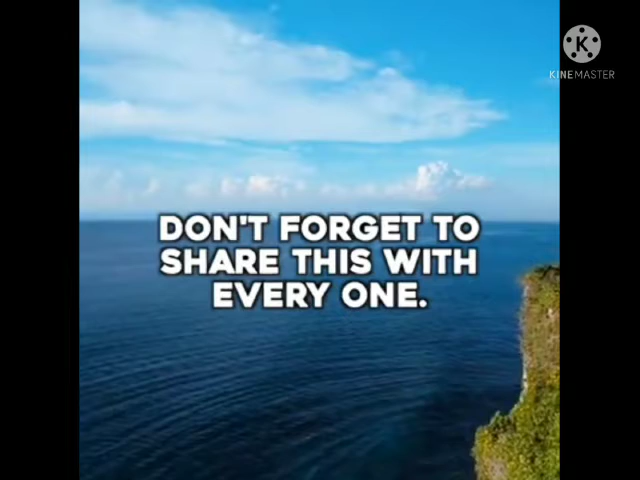 KINEMASTER
DON'T FORGET TO
SHARE THIS WITH
EVERY ONE.